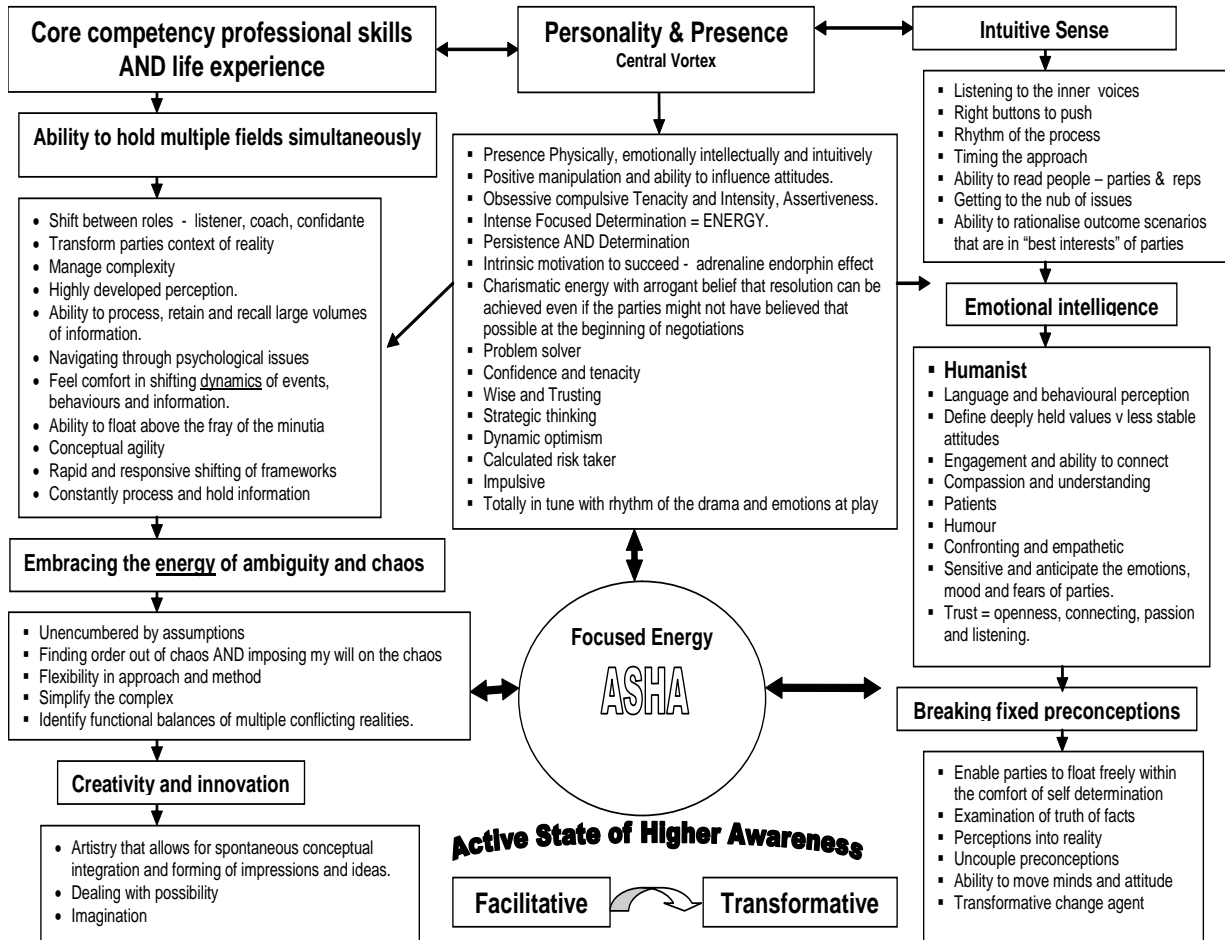 Core competency professional skills
AND life experience
Ability to hold multiple fields simultaneously
• Shift between roles - listener, coach, confidante
• Transform parties context of reality
• Manage complexity
• Highly developed perception.
• Ability to process, retain and recall large volumes
of information.
• Navigating through psychological issues
• Feel comfort in shifting dynamics of events,
behaviours and information.
• Ability to float above the fray of the minutia
• Conceptual agility
• Rapid and responsive shifting of frameworks
• Constantly process and hold information
Embracing the energy of ambiguity and chaos
▪ Unencumbered by assumptions
▪ Finding order out of chaos AND imposing my will on the chaos
▪ Flexibility in approach and method
▪ Simplify the complex
▪ Identify functional balances of multiple conflicting realities.
Creativity and innovation
• Artistry that allows for spontaneous conceptual
integration and forming of impressions and ideas.
• Dealing with possibility
• Imagination
Personality & Presence
Central Vortex
▪ Presence Physically, emotionally intellectually and intuitively
▪ Positive manipulation and ability to influence attitudes.
▪ Obsessive compulsive Tenacity and Intensity, Assertiveness.
▪ Intense Focused Determination = ENERGY.
▪ Persistence AND Determination
▪ Intrinsic motivation to succeed - adrenaline endorphin effect
▪ Charismatic energy with arrogant belief that resolution can be
achieved even if the parties might not have believed that
possible at the beginning of negotiations
▪ Problem solver
▪ Confidence and tenacity
▪ Wise and Trusting
▪ Strategic thinking
▪ Dynamic optimism
▪ Calculated risk taker
▪ Impulsive
▪ Totally in tune with rhythm of the drama and emotions at play
Focused Energy
ASHA
Active State of Higher Awareness
Facilitative
Transformative
Intuitive Sense
▪ Listening to the inner voices
▪ Right buttons to push
▪ Rhythm of the process
▪ Timing the approach
▪ Ability to read people – parties & reps
▪ Getting to the nub of issues
▪ Ability to rationalise outcome scenarios
that are in “best interests” of parties
Emotional intelligence
▪ Humanist
▪ Language and behavioural perception
▪ Define deeply held values v less stable
attitudes
▪ Engagement and ability to connect
▪ Compassion and understanding
▪ Patients
▪ Humour
▪ Confronting and empathetic
▪ Sensitive and anticipate the emotions,
mood and fears of parties.
▪ Trust = openness, connecting, passion
and listening.
Breaking fixed preconceptions
▪ Enable parties to float freely within
the comfort of self determination
▪ Examination of truth of facts
▪ Perceptions into reality
▪ Uncouple preconceptions
▪ Ability to move minds and attitude
▪ Transformative change agent